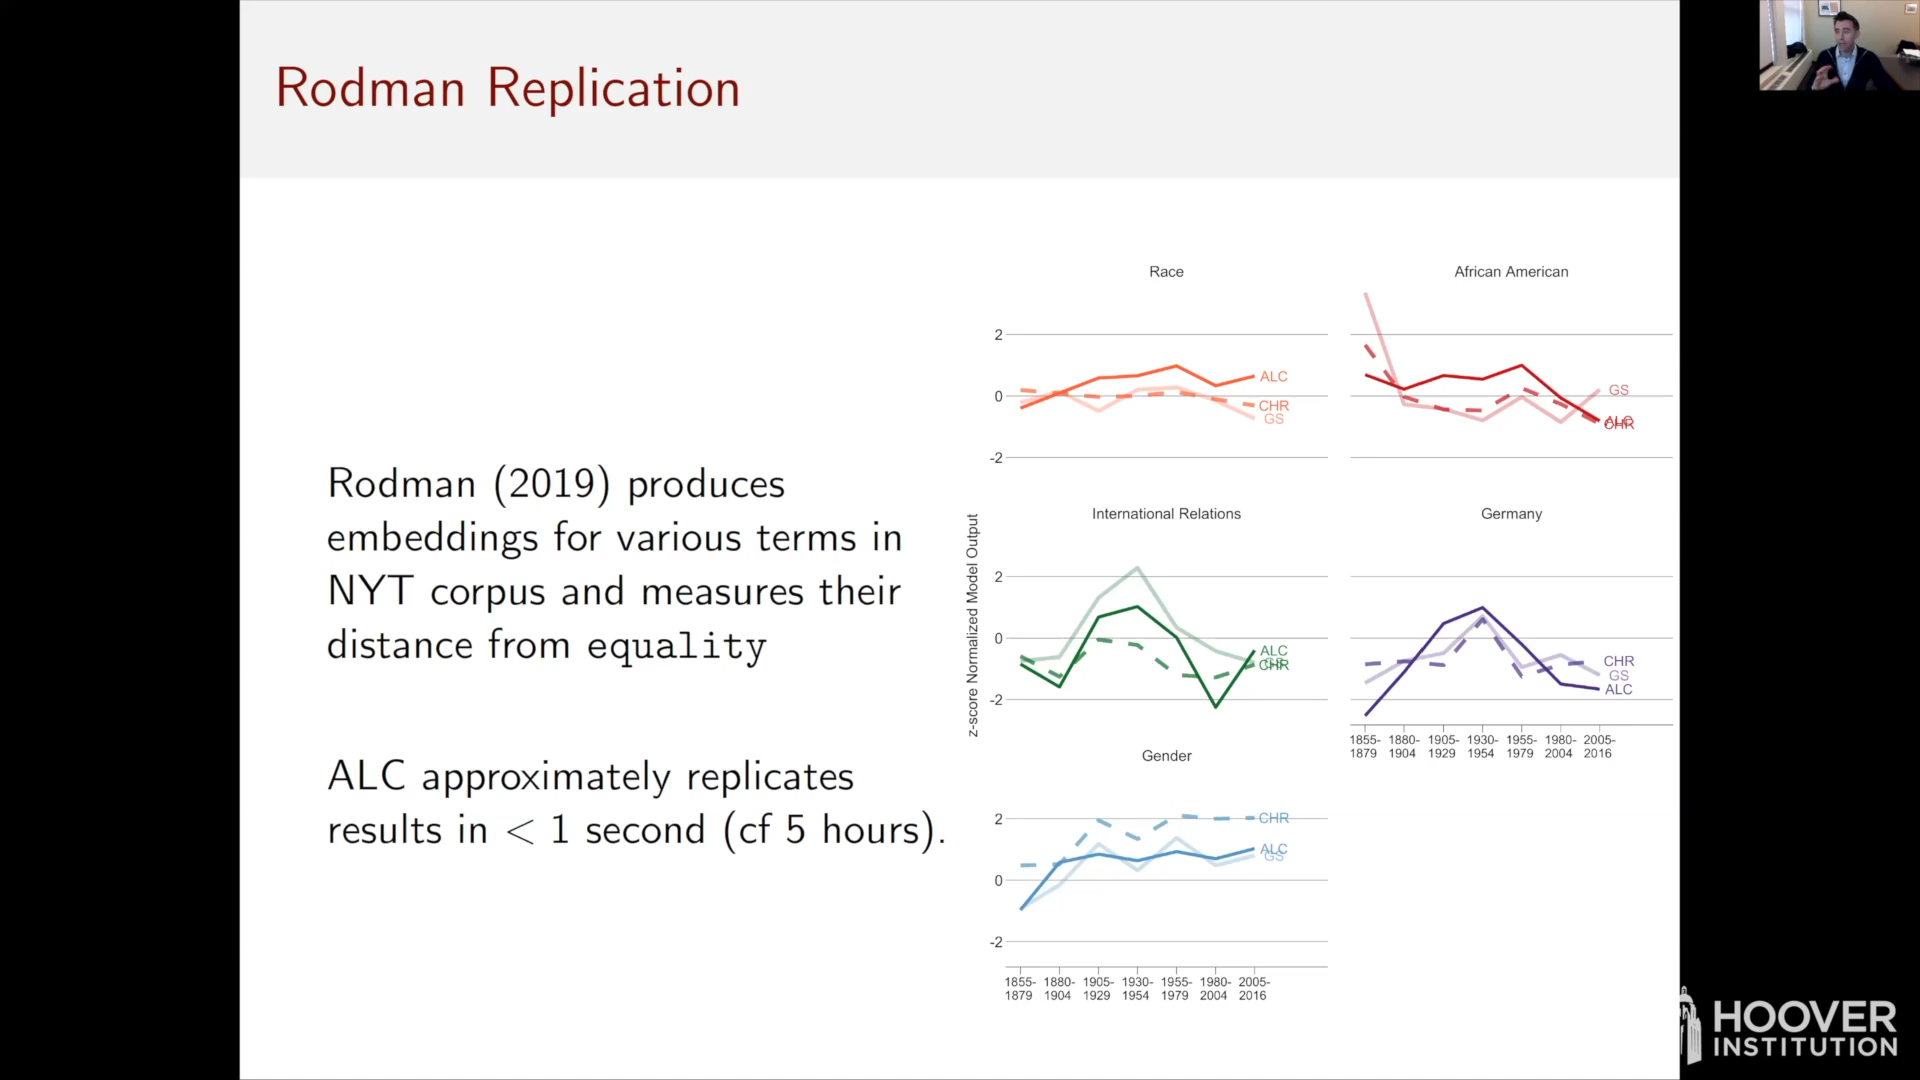 Rodman Replication
Rodman (2019) produces
embeddings for various terms in
NYT corpus and measures their
distance from equality
ALC approximately replicates
results in < 1 second (cf 5 hours).
z-score Normalized Model Output
Race
2
0
-2
ALC
CHR
GS
African American
GS
ALC
CHR
International Relations
2
0
-2
ALC
GS
CHR
Germany
CHR
GS
ALC
1855- 1880- 1905- 1930- 1955- 1980- 2005-
1879 1904 1929 1954 1979 2004 2016
Gender
2
0
-2
CHR
ALC
GS
1855- 1880- 1905- 1930- 1955- 1980- 2005-
1879 1904 1929 1954 1979 2004 2016
HOOVER
INSTITUTION